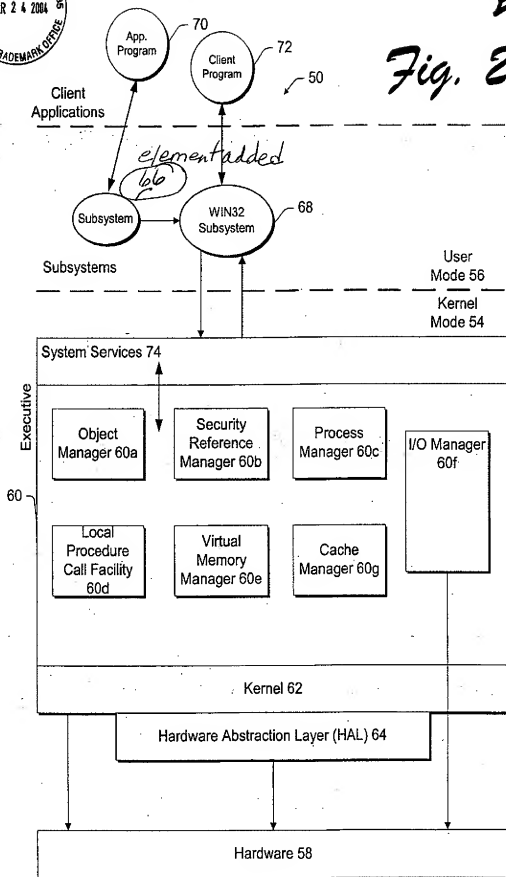 R 2 4 2004
TRADEMARK OFFICE
Fig. 2
App.
Program
70
Client
Program
72
50
Client
Applications
element added
66
Subsystem
WIN32
Subsystem
68
Subsystems
User
Mode 56
Kernel
Mode 54
System Services 74
Executive
60
Object
Manager 60a
Security
Reference
Manager 60b
Process
Manager 60c
I/O Manager
60f
Local
Procedure
Call Facility
60d
Virtual
Memory
Manager 60e
Cache
Manager 60g
Kernel 62
Hardware Abstraction Layer (HAL) 64
Hardware 58